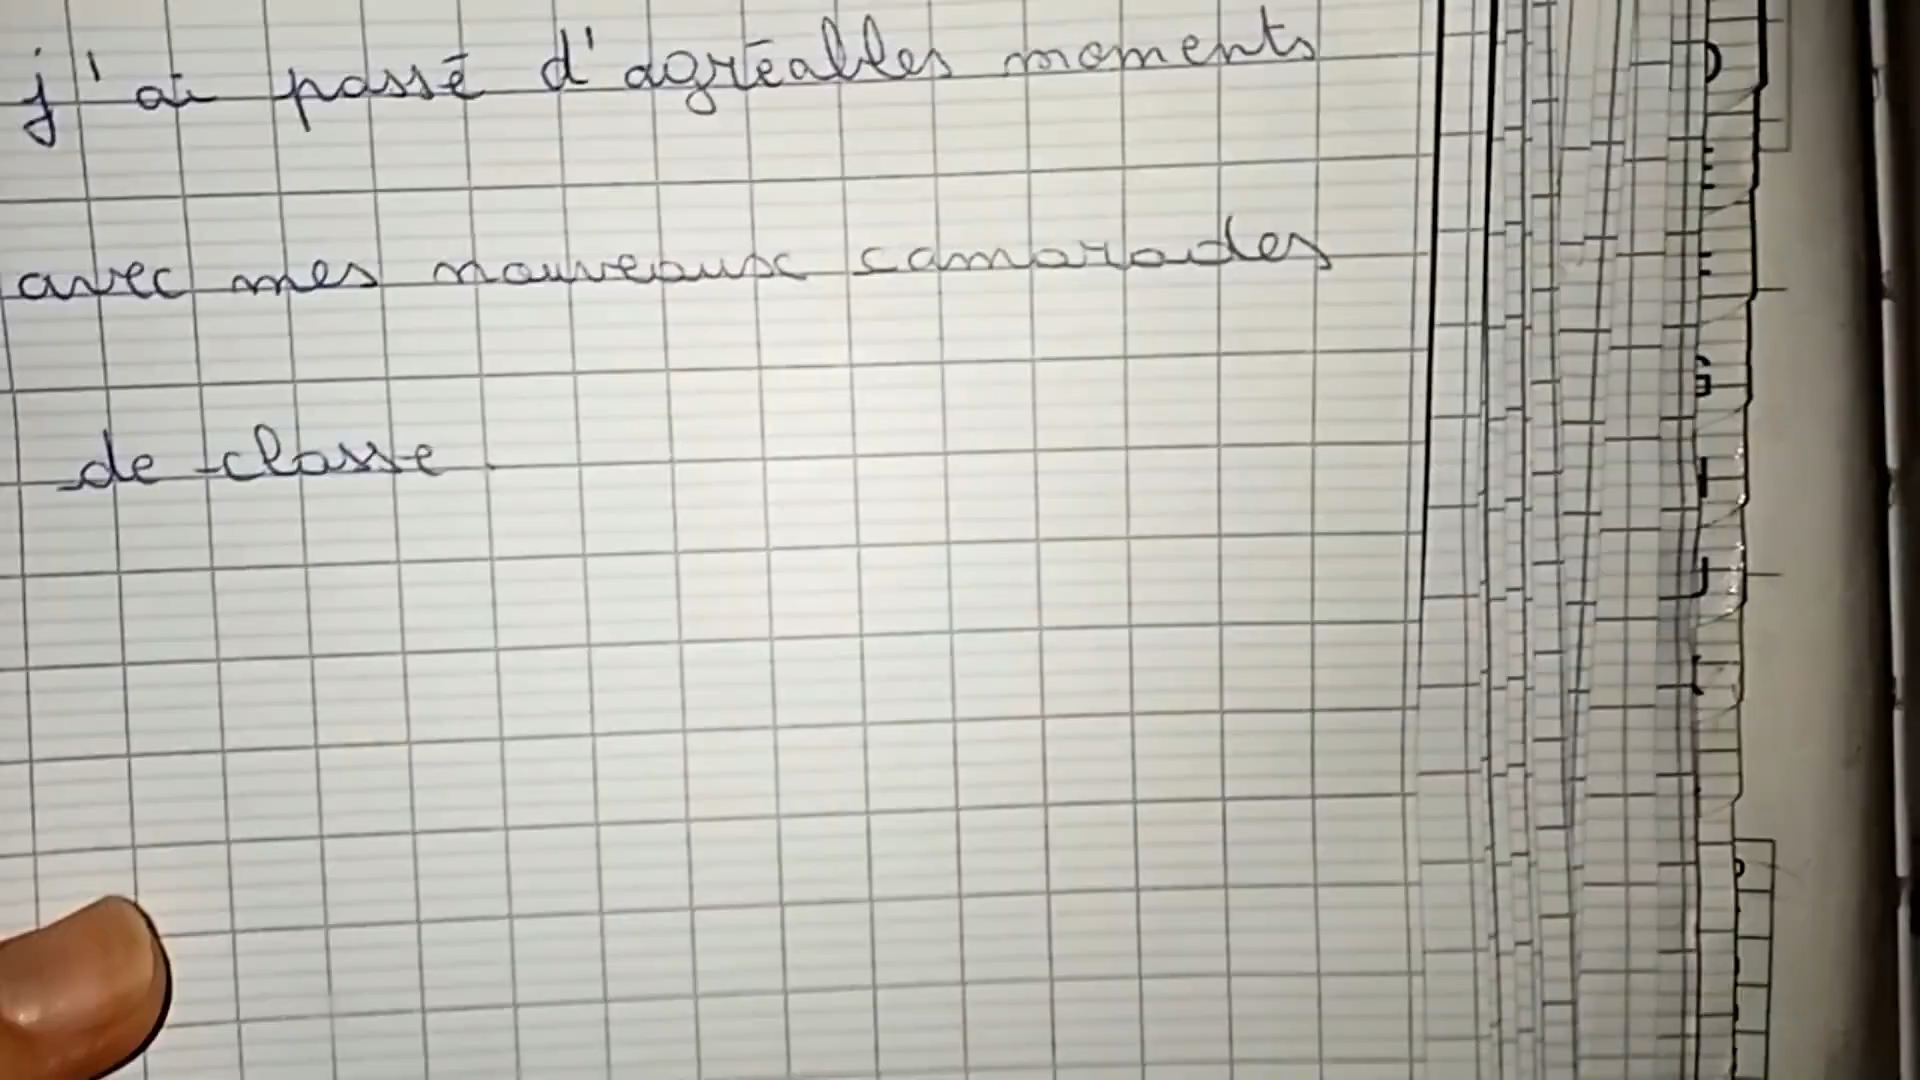 j'ai passé d'agréables moments
avec mes nouveaux camarades
de classe.